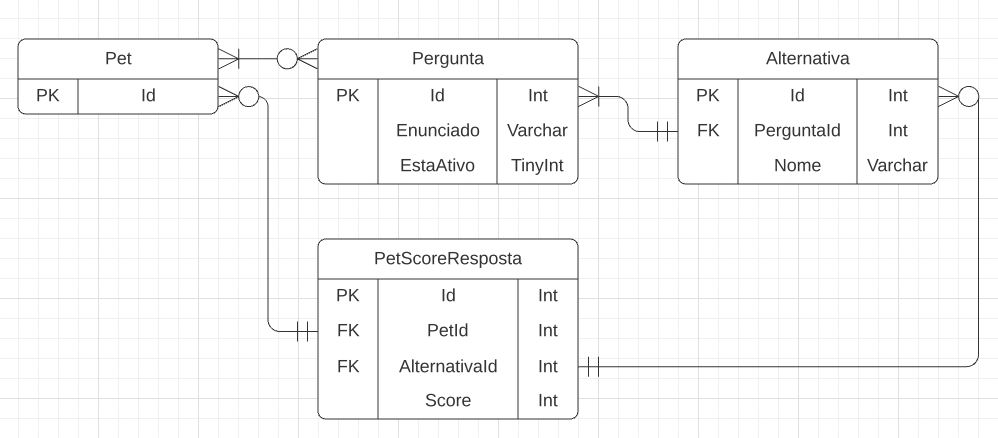 Pet
PK Id
Pergunta
PK Id Int
Enunciado Varchar
EstaAtivo TinyInt
Alternativa
PK Id Int
FK PerguntaId Int
Nome Varchar
PetScoreResposta
PK Id Int
FK PetId Int
FK AlternativaId Int
Score Int